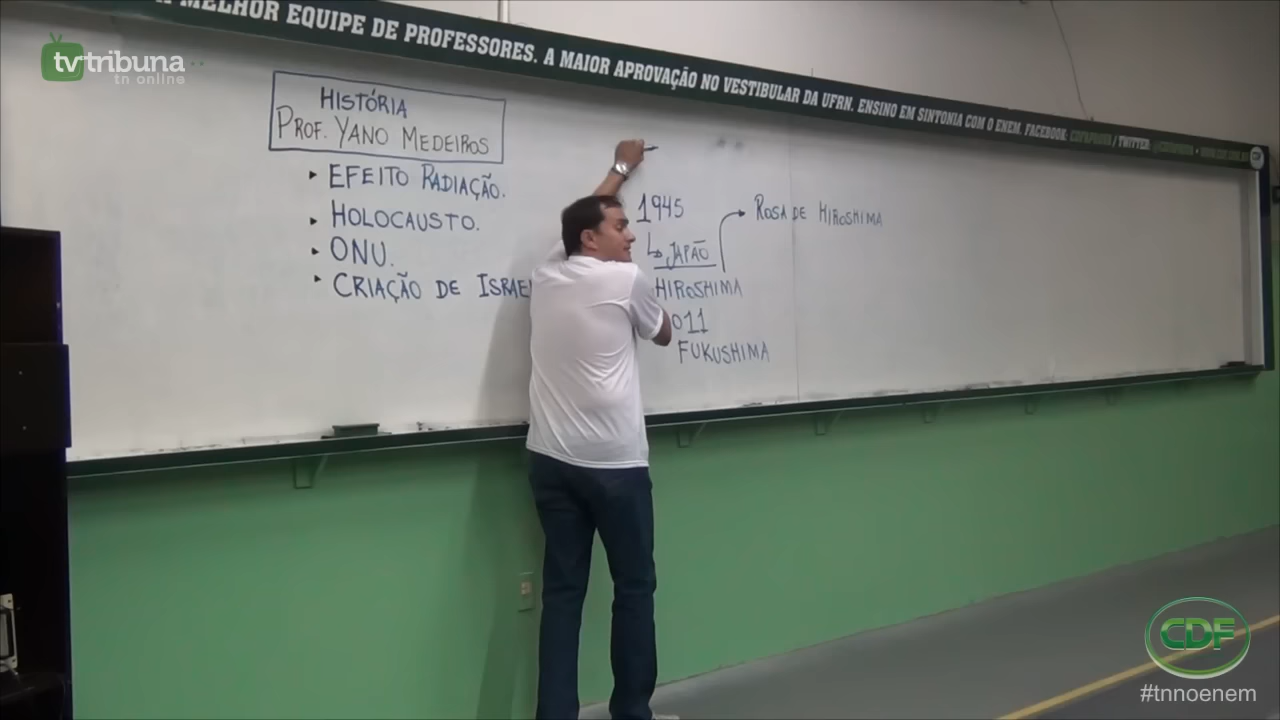 A MELHOR EQUIPE DE PROFESSORES. A MAIOR APROVAÇÃO NO VESTIBULAR DA UFRN. ENSINO EM SINTONIA COM O ENEM. FACEBOOK: / TWITTER:
CDF
tvtribuna
tn online
HISTÓRIA
PROF. YANO MEDEIROS
EFEITO RADIAÇÃO.
HOLOCAUSTO.
ONU.
CRIAÇÃO DE ISRAE
1945
JAPÃO
HIROSHIMA
011
FUKUSHIMA
ROSA DE HIROSHIMA
CDF
#tnnoenem